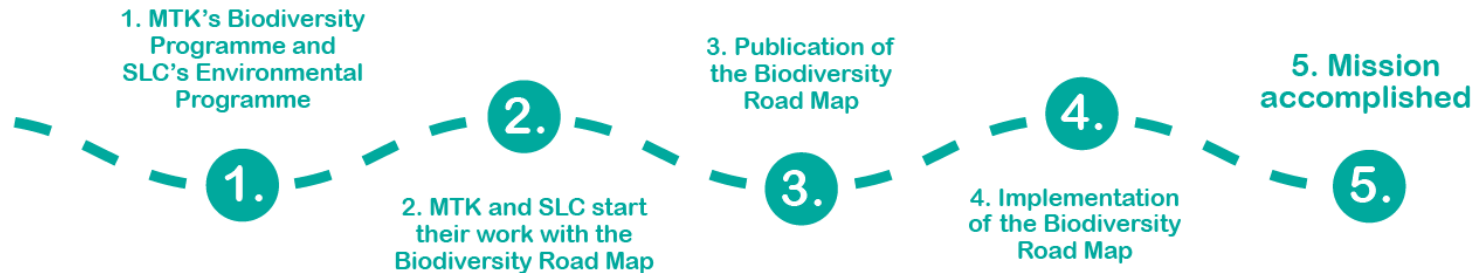 1. MTK's Biodiversity
Programme and
SLC's Environmental
Programme
1.
2.
2. MTK and SLC start
their work with the
Biodiversity Road Map
3. Publication of
the Biodiversity
Road Map
3.
4.
4. Implementation
of the Biodiversity
Road Map
5. Mission
accomplished
5.